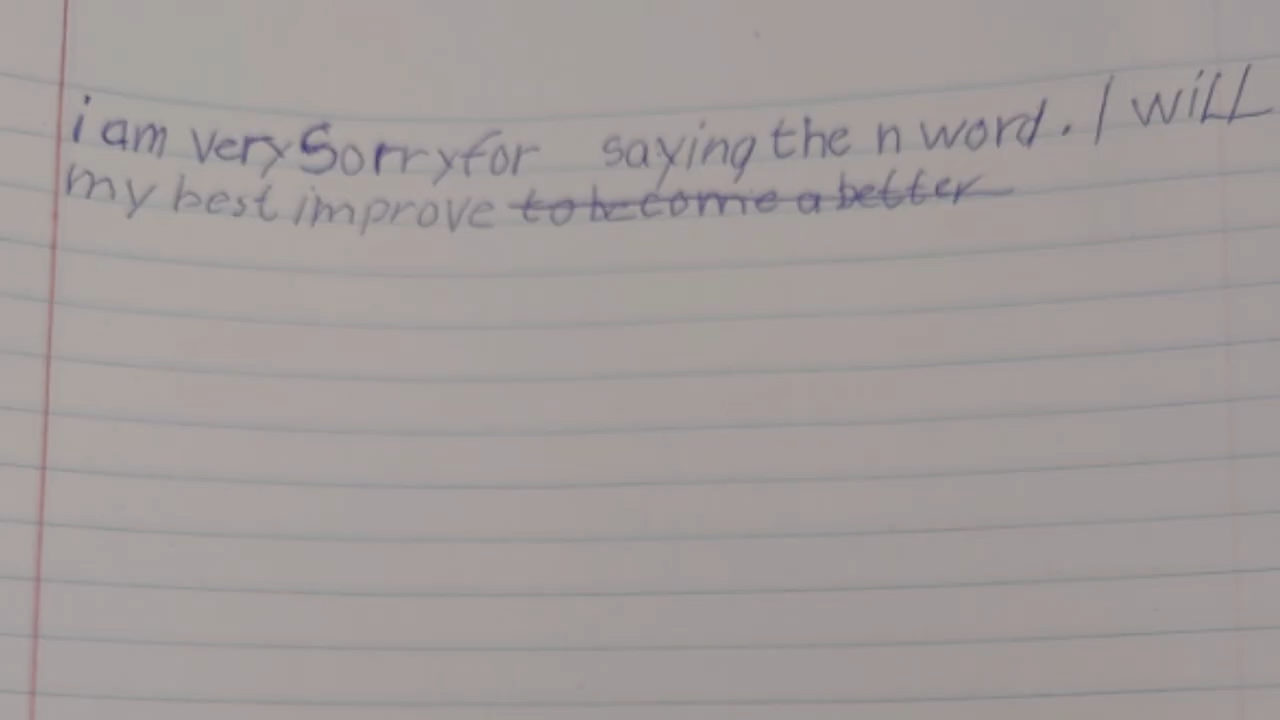 i am very Sorry for saying the n word. I will
my best improve to become a better